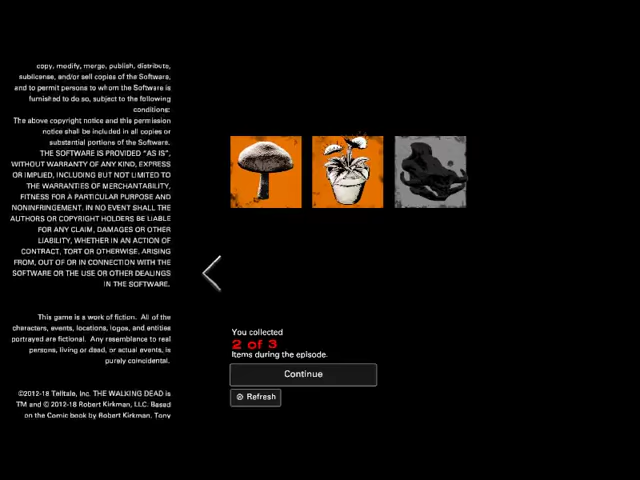 copy, modify, merge, publish, distribute,
sublicense, and/or sell copies of the Software,
and to permit persons to whom the Software is
furnished to do so, subject to the following
conditions:
The above copyright notice and this permission
notice shall be included in all copies or
substantial portions of the Software.
THE SOFTWARE IS PROVIDED "AS IS",
WITHOUT WARRANTY OF ANY KIND, EXPRESS
OR IMPLIED, INCLUDING BUT NOT LIMITED TO
THE WARRANTIES OF MERCHANTABILITY,
FITNESS FOR A PARTICULAR PURPOSE AND
NONINFRINGEMENT. IN NO EVENT SHALL THE
AUTHORS OR COPYRIGHT HOLDERS BE LIABLE
FOR ANY CLAIM, DAMAGES OR OTHER
LIABILITY, WHETHER IN AN ACTION OF
CONTRACT, TORT OR OTHERWISE, ARISING
FROM, OUT OF OR IN CONNECTION WITH THE
SOFTWARE OR THE USE OR OTHER DEALINGS
IN THE SOFTWARE.
This game is a work of fiction. All of the
characters, events, locations, logos, and entities
portrayed are fictional. Any resemblance to real
persons, living or dead, or actual events, is
purely coincidental.
©2012-18 Telltale, Inc. THE WALKING DEAD is
TM and © 2012-18 Robert Kirkman, LLC. Based
on the Comic book by Robert Kirkman, Tony
You collected
2 of 3
Items during the episode.
Continue
Refresh